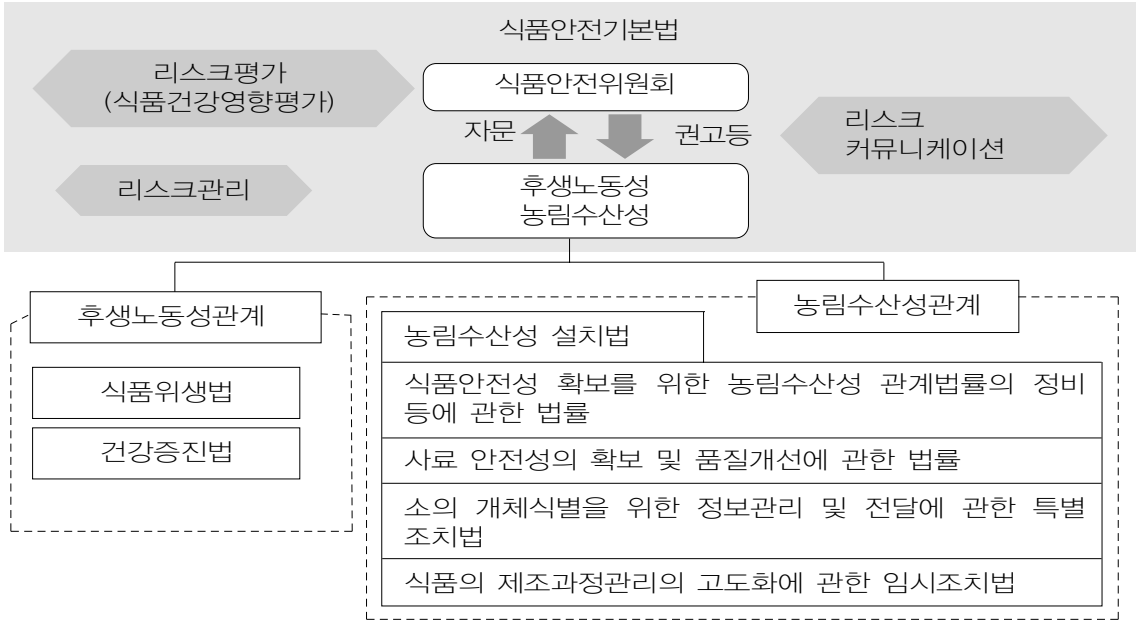 식품안전기본법
리스크평가
(식품건강영향평가)
식품안전위원회
자문
권고등
리스크
커뮤니케이션
리스크관리
후생노동성
농림수산성
후생노동성관계
식품위생법
건강증진법
농림수산성관계
농림수산성 설치법
식품안전성 확보를 위한 농림수산성 관계법률의 정비
등에 관한 법률
사료 안전성의 확보 및 품질개선에 관한 법률
소의 개체식별을 위한 정보관리 및 전달에 관한 특별
조치법
식품의 제조과정관리의 고도화에 관한 임시조치법